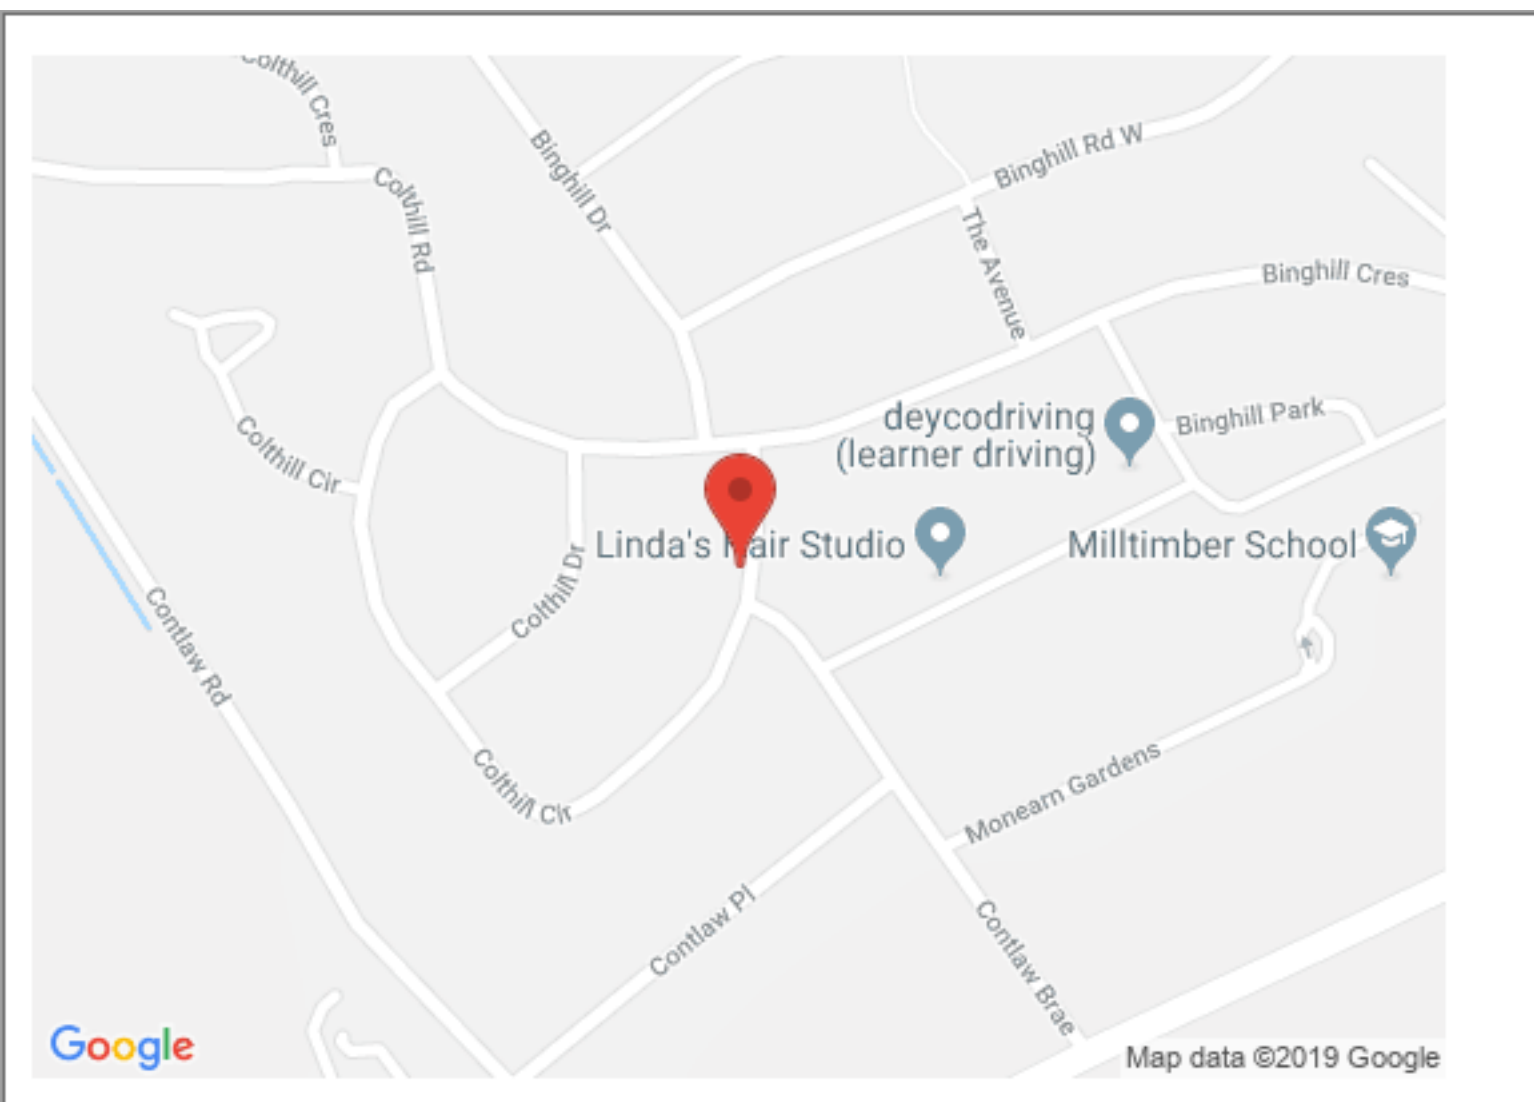 Colthill Cres
Binghill Dr
Binghill Rd W
Colthill Rd
The Avenue
Binghill Cres
deycodriving
(learner driving)
Binghill Park
Colthill Cir
Linda's Hair Studio
Milltimber School
Colthill Dr
Contlaw Rd
Colthill Cir
Monearn Gardens
Contlaw Pl
Contlaw Brae
Google
Map data ©2019 Google